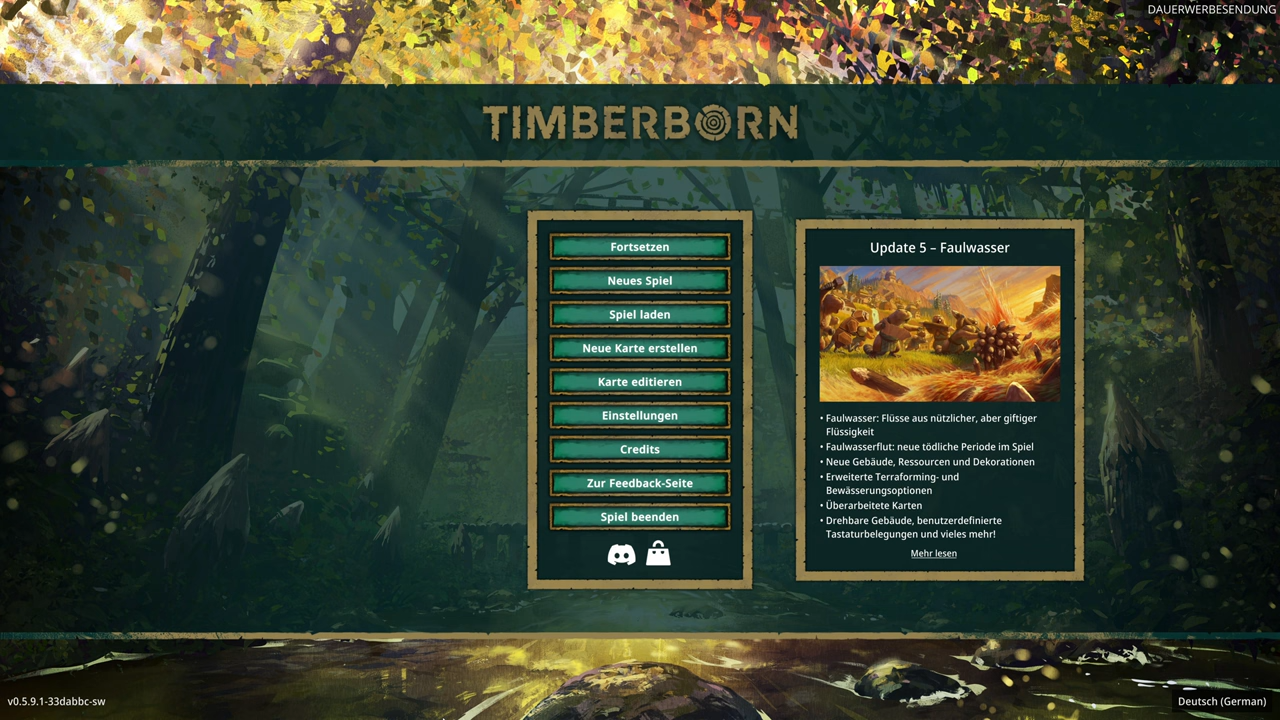 DAUERWERBESENDUNG
TIMBERBORN
Fortsetzen
Neues Spiel
Spiel laden
Neue Karte erstellen
Karte editieren
Einstellungen
Credits
Zur Feedback-Seite
Spiel beenden
Update 5 – Faulwasser
• Faulwasser: Flüsse aus nützlicher, aber giftiger
Flüssigkeit
• Faulwasserflut: neue tödliche Periode im Spiel
• Neue Gebäude, Ressourcen und Dekorationen
• Erweiterte Terraforming- und
Bewässerungsoptionen
• Überarbeitete Karten
• Drehbare Gebäude, benutzerdefinierte
Tastaturbelegungen und vieles mehr!
Mehr lesen
v0.5.9.1-33dabbc-sw
Deutsch (German)